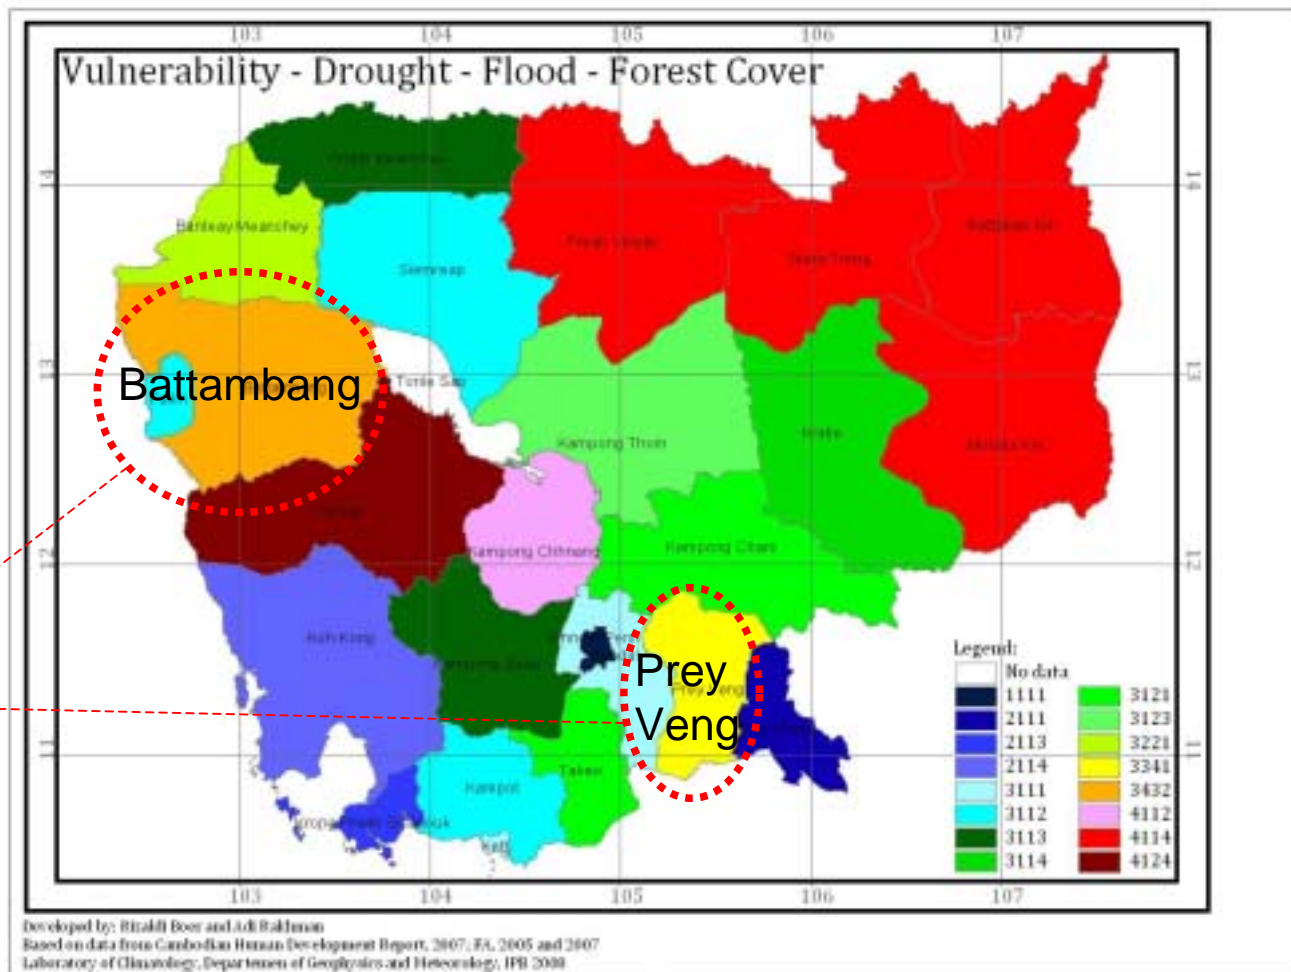 103 104 105 106 107
Vulnerability - Drought - Flood - Forest Cover
14 14
Banteay Meanchey
Siemreap
Preah Vihear
Stung Treng
13 13
Battambang
Tonle Sap
Kampong Thom
Kratie
12 12
Kampong Chhnang
Kampong Cham
Koh Kong
Prey
Veng
Prey Veng
11 11
Takeo
Kampot
Legend:
No data
1111 3121
2111 3123
2113 3221
2114 3341
3111 3432
3112 4112
3113 4114
3114 4124
103 104 105 106 107
Developed by: Rizaldi Boer and Adi Rakhman
Based on data from Cambodian Human Development Report, 2007, FA, 2005 and 2007
Laboratory of Climatology, Departemen of Geophysics and Meteorology, IPB 2008